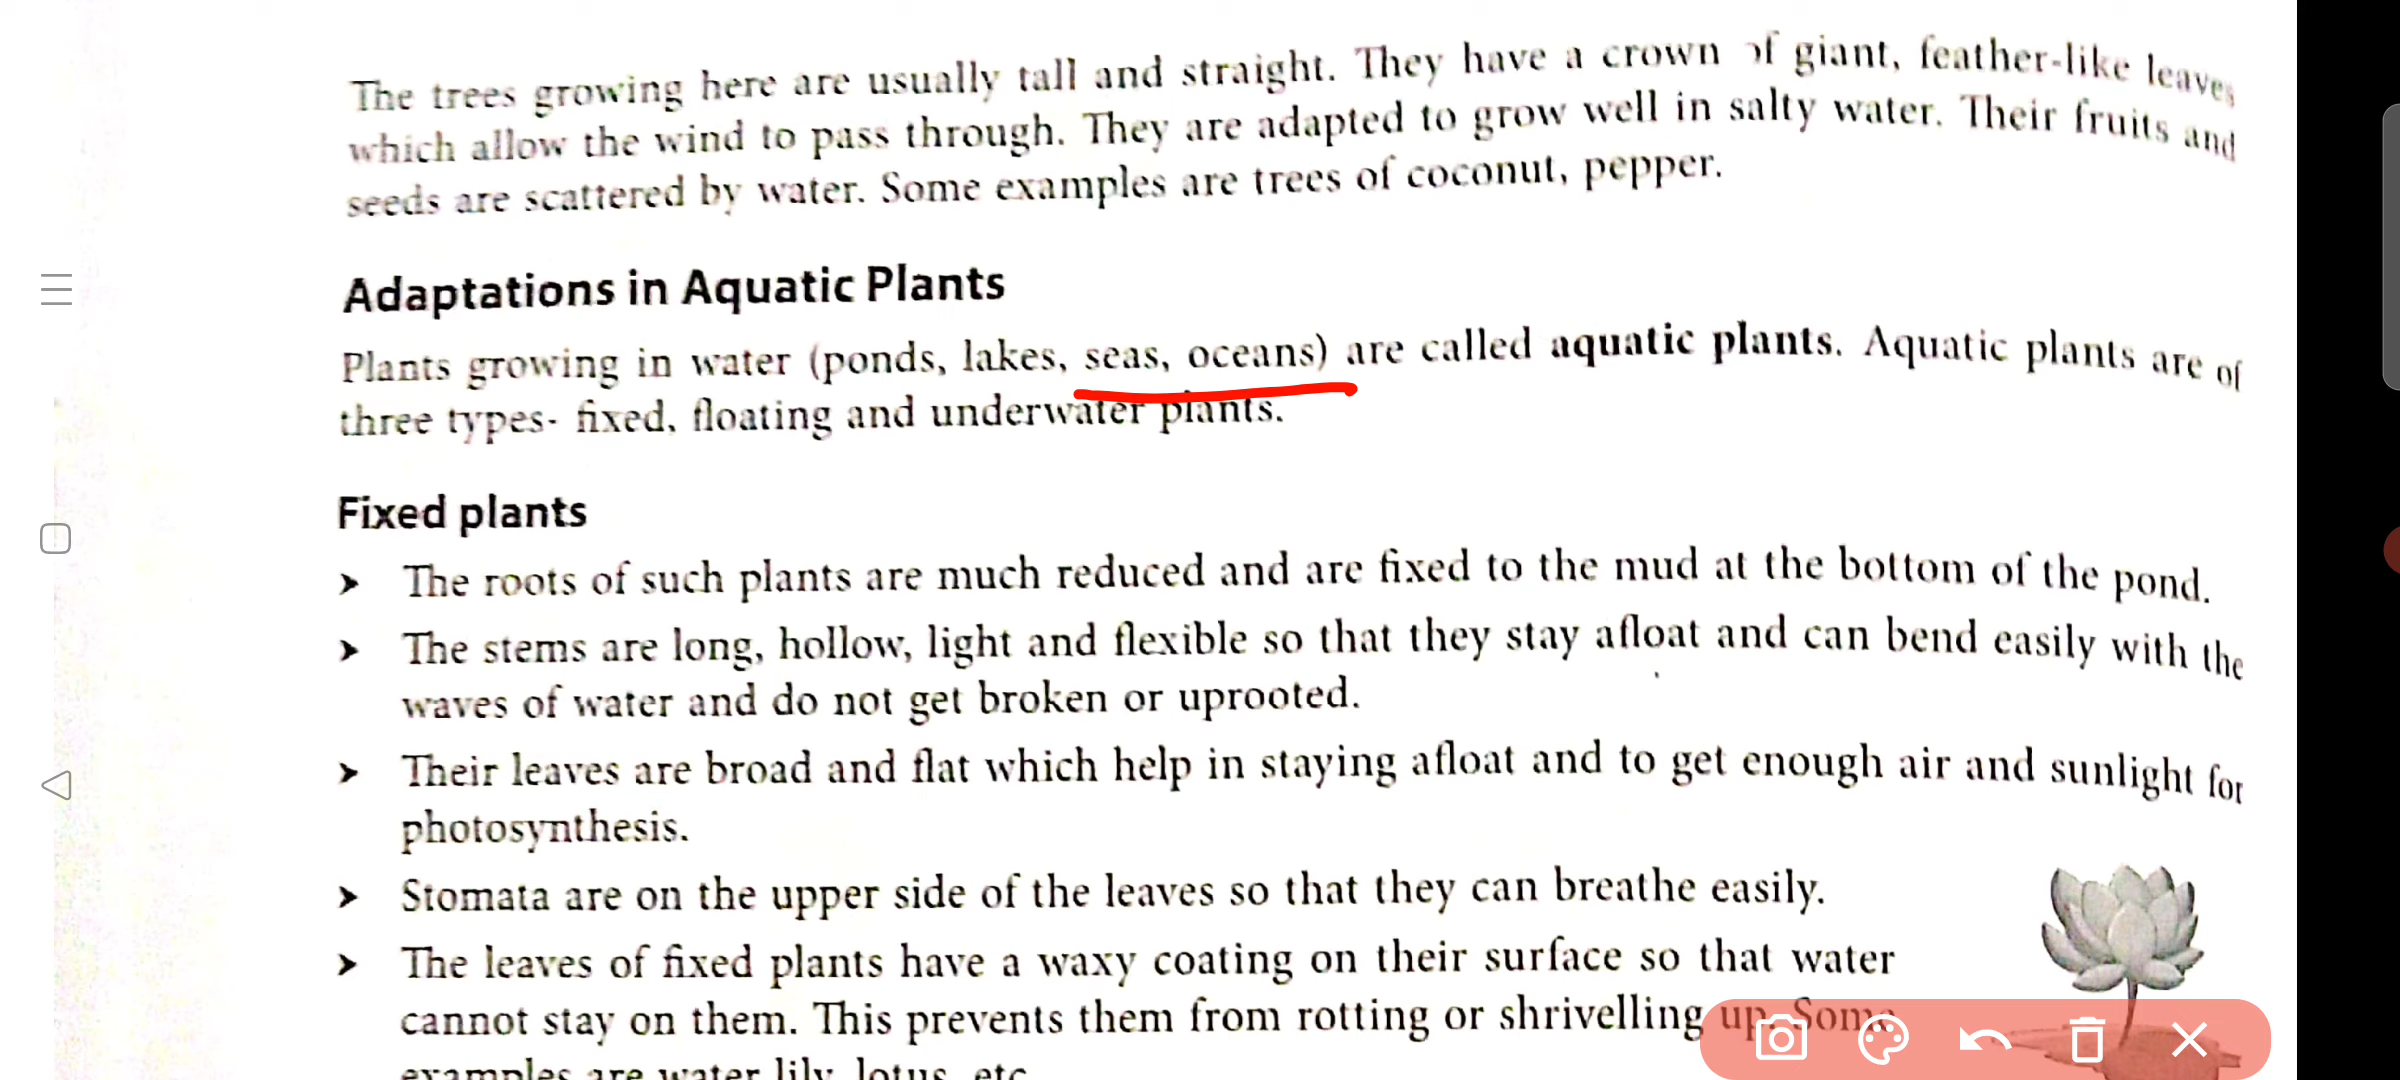 The trees growing here are usually tall and straight. They have a crown of giant, feather-like leaves
which allow the wind to pass through. They are adapted to grow well in salty water. Their fruits and
seeds are scattered by water. Some examples are trees of coconut, pepper.
Adaptations in Aquatic Plants
Plants growing in water (ponds, lakes, seas, oceans) are called aquatic plants. Aquatic plants are of
three types- fixed, floating and underwater plants.
Fixed plants
➤ The roots of such plants are much reduced and are fixed to the mud at the bottom of the pond.
➤ The stems are long, hollow, light and flexible so that they stay afloat and can bend easily with the
waves of water and do not get broken or uprooted.
➤ Their leaves are broad and flat which help in staying afloat and to get enough air and sunlight for
photosynthesis.
➤ Stomata are on the upper side of the leaves so that they can breathe easily.
➤ The leaves of fixed plants have a waxy coating on their surface so that water
cannot stay on them. This prevents them from rotting or shrivelling up. Some
examples are water lily, lotus, etc